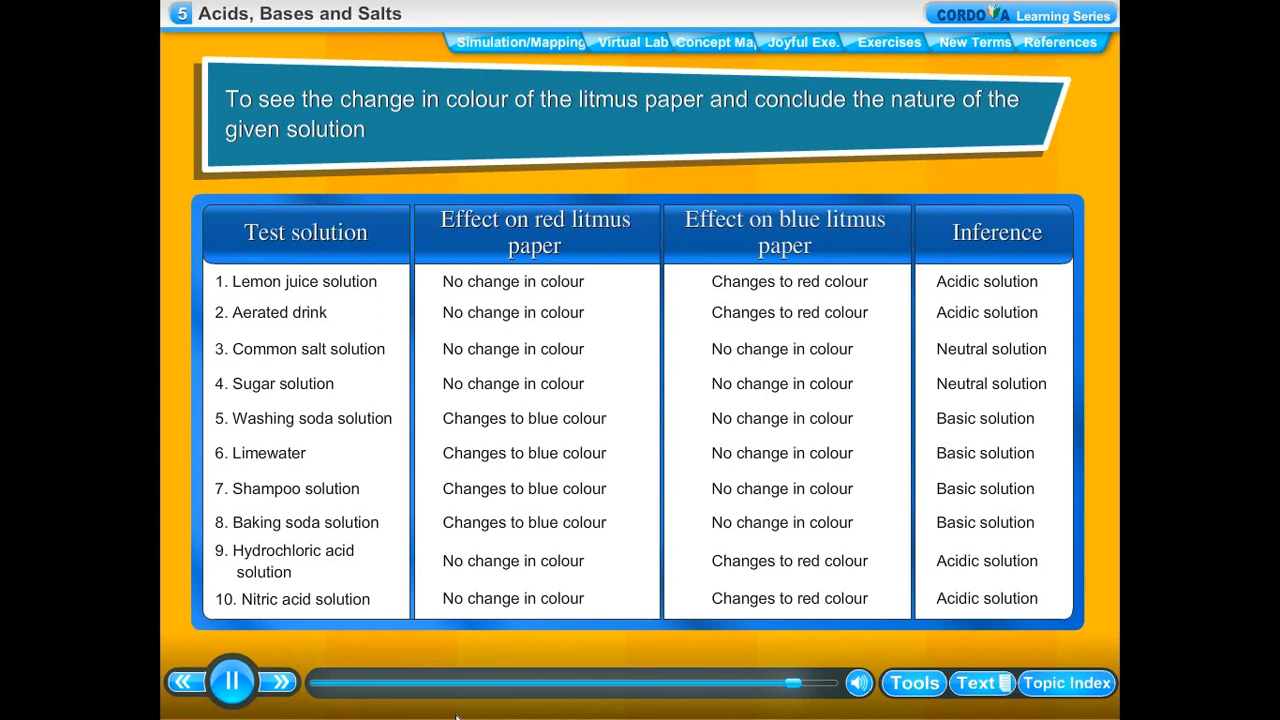 5 Acids, Bases and Salts
CORDOVA Learning Series
Simulation/Mapping Virtual Lab Concept Ma Joyful Exe. Exercises New Terms References
To see the change in colour of the litmus paper and conclude the nature of the
given solution
Test solution
Effect on red litmus
paper
Effect on blue litmus
paper
Inference
1. Lemon juice solution No change in colour Changes to red colour Acidic solution
2. Aerated drink No change in colour Changes to red colour Acidic solution
3. Common salt solution No change in colour No change in colour Neutral solution
4. Sugar solution No change in colour No change in colour Neutral solution
5. Washing soda solution Changes to blue colour No change in colour Basic solution
6. Limewater Changes to blue colour No change in colour Basic solution
7. Shampoo solution Changes to blue colour No change in colour Basic solution
8. Baking soda solution Changes to blue colour No change in colour Basic solution
9. Hydrochloric acid
solution No change in colour Changes to red colour Acidic solution
10. Nitric acid solution No change in colour Changes to red colour Acidic solution
Tools Text Topic Index